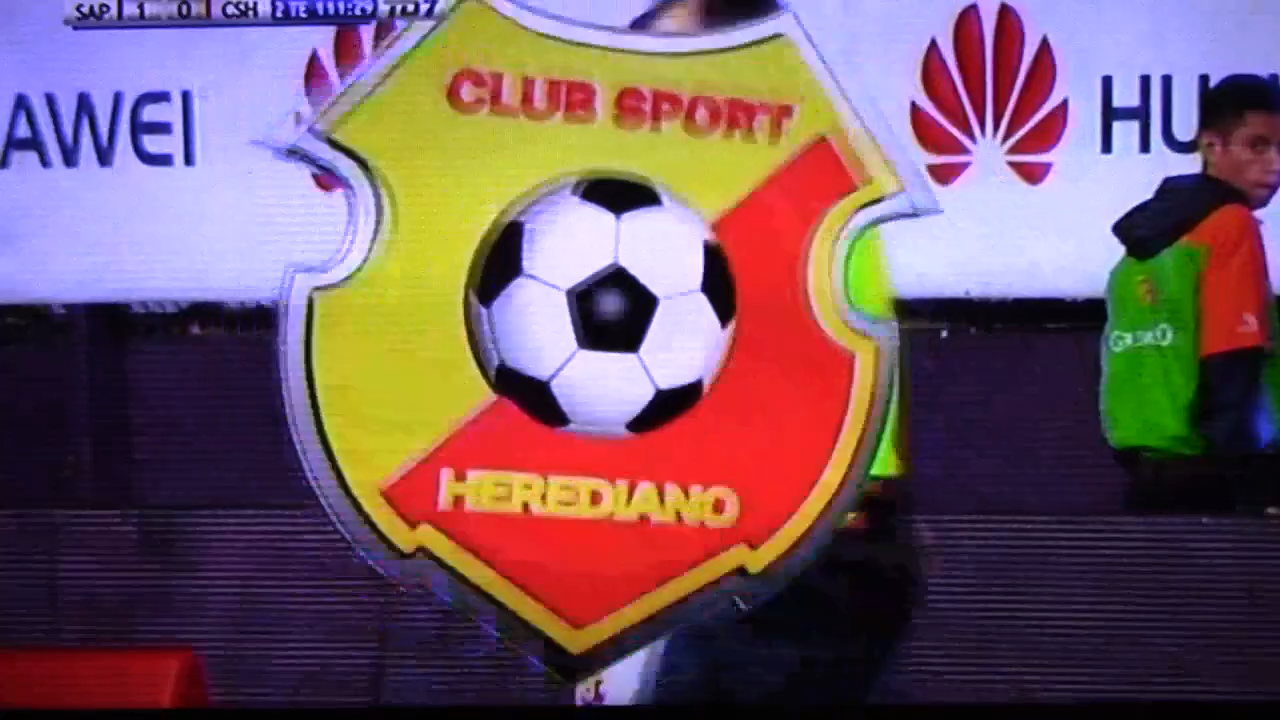 SAP 1 0 CSH
AWEI
HU
CLUB SPORT
HEREDIANO